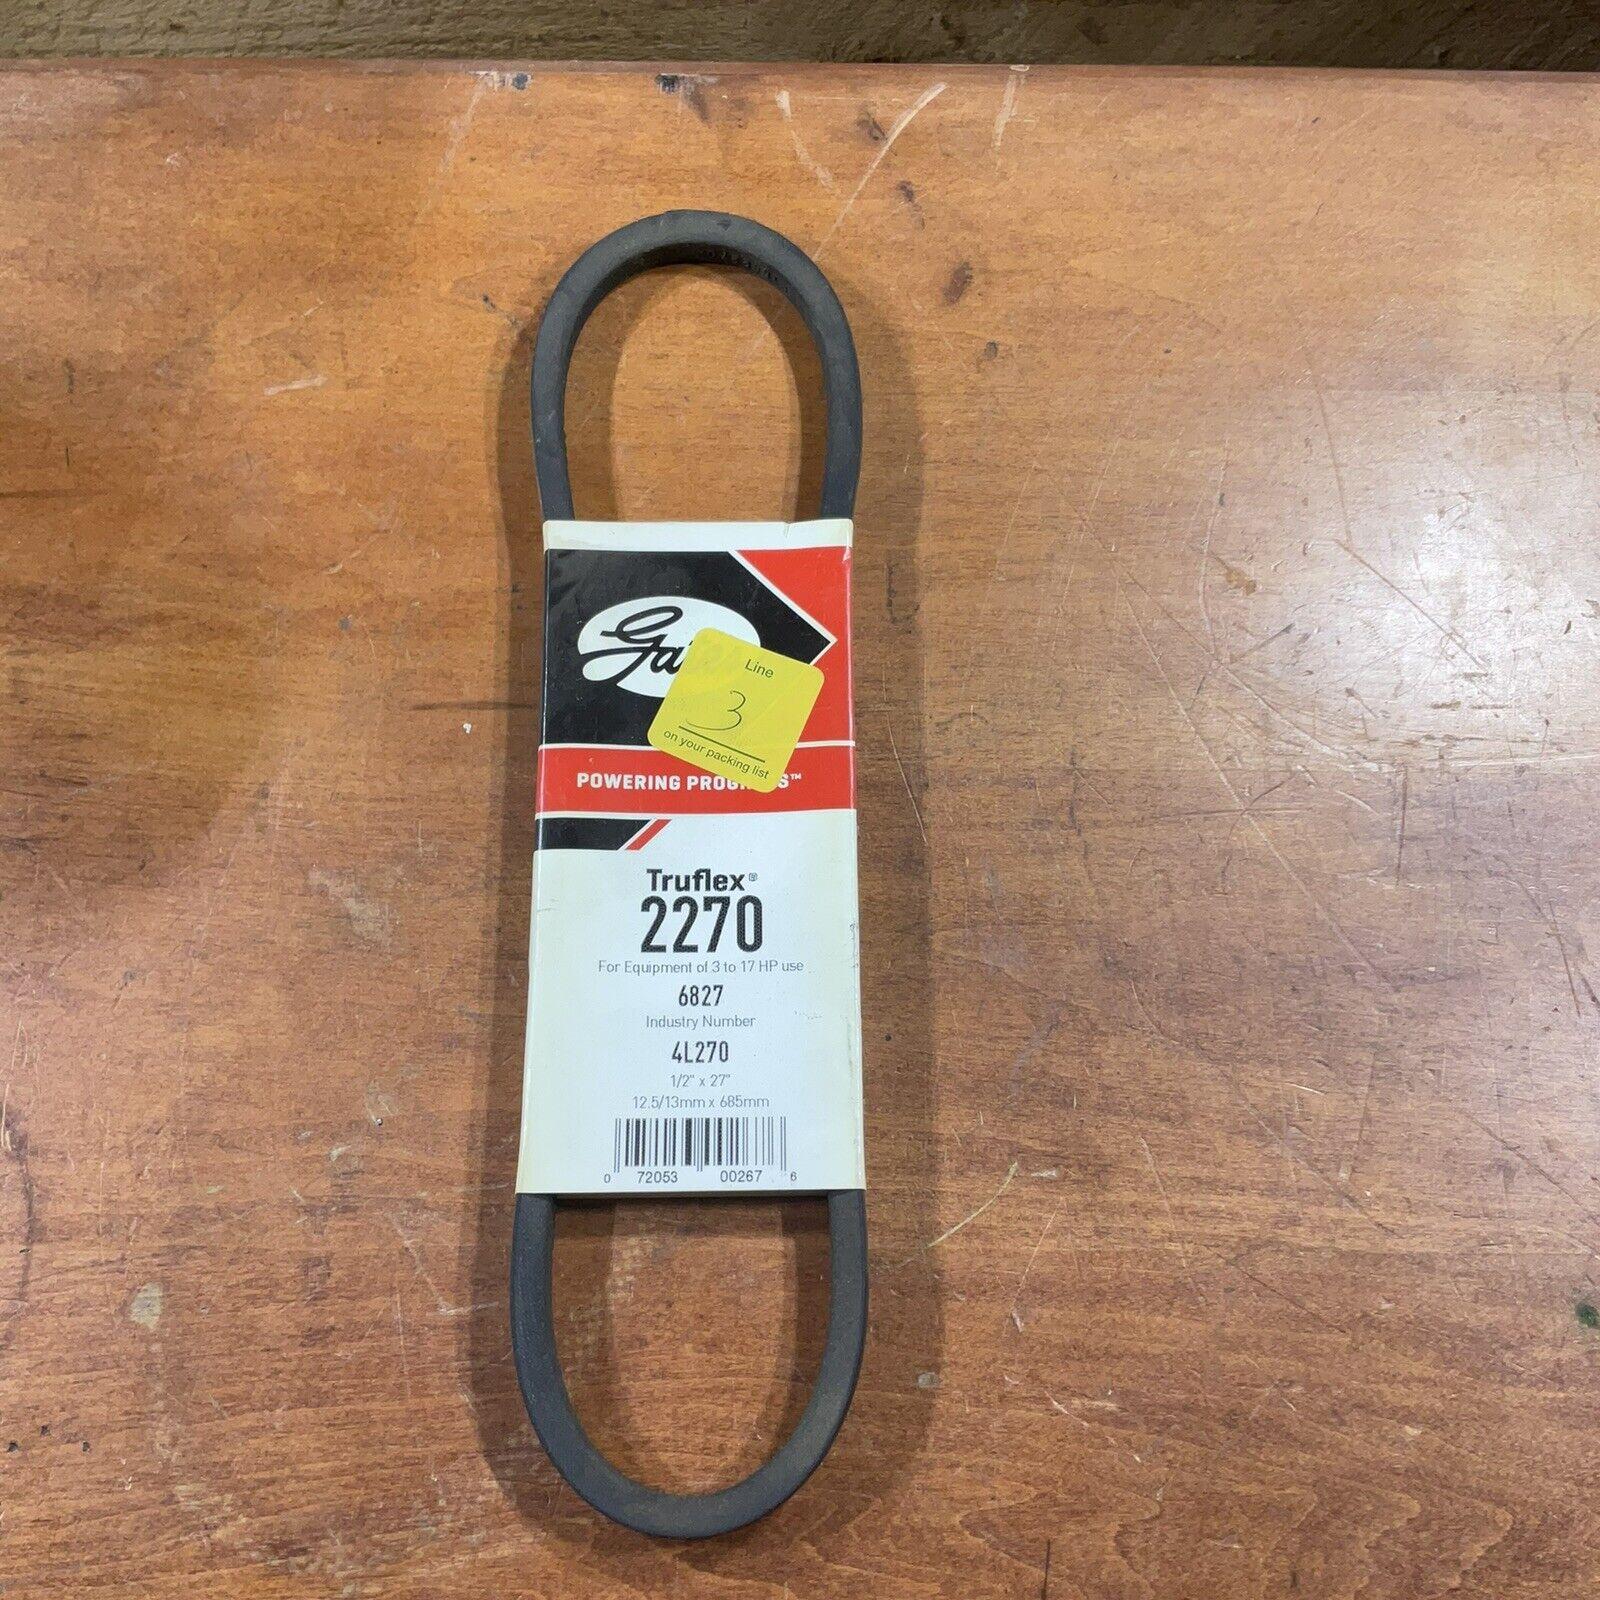 Line
3
on your packing list
POWERING
Truflex®
2270
For Equipment of 3 to 17 HP use
6827
Industry Number
4L270
1/2" x 27"
12.5/13mm x 685mm
0 72053 00267 6